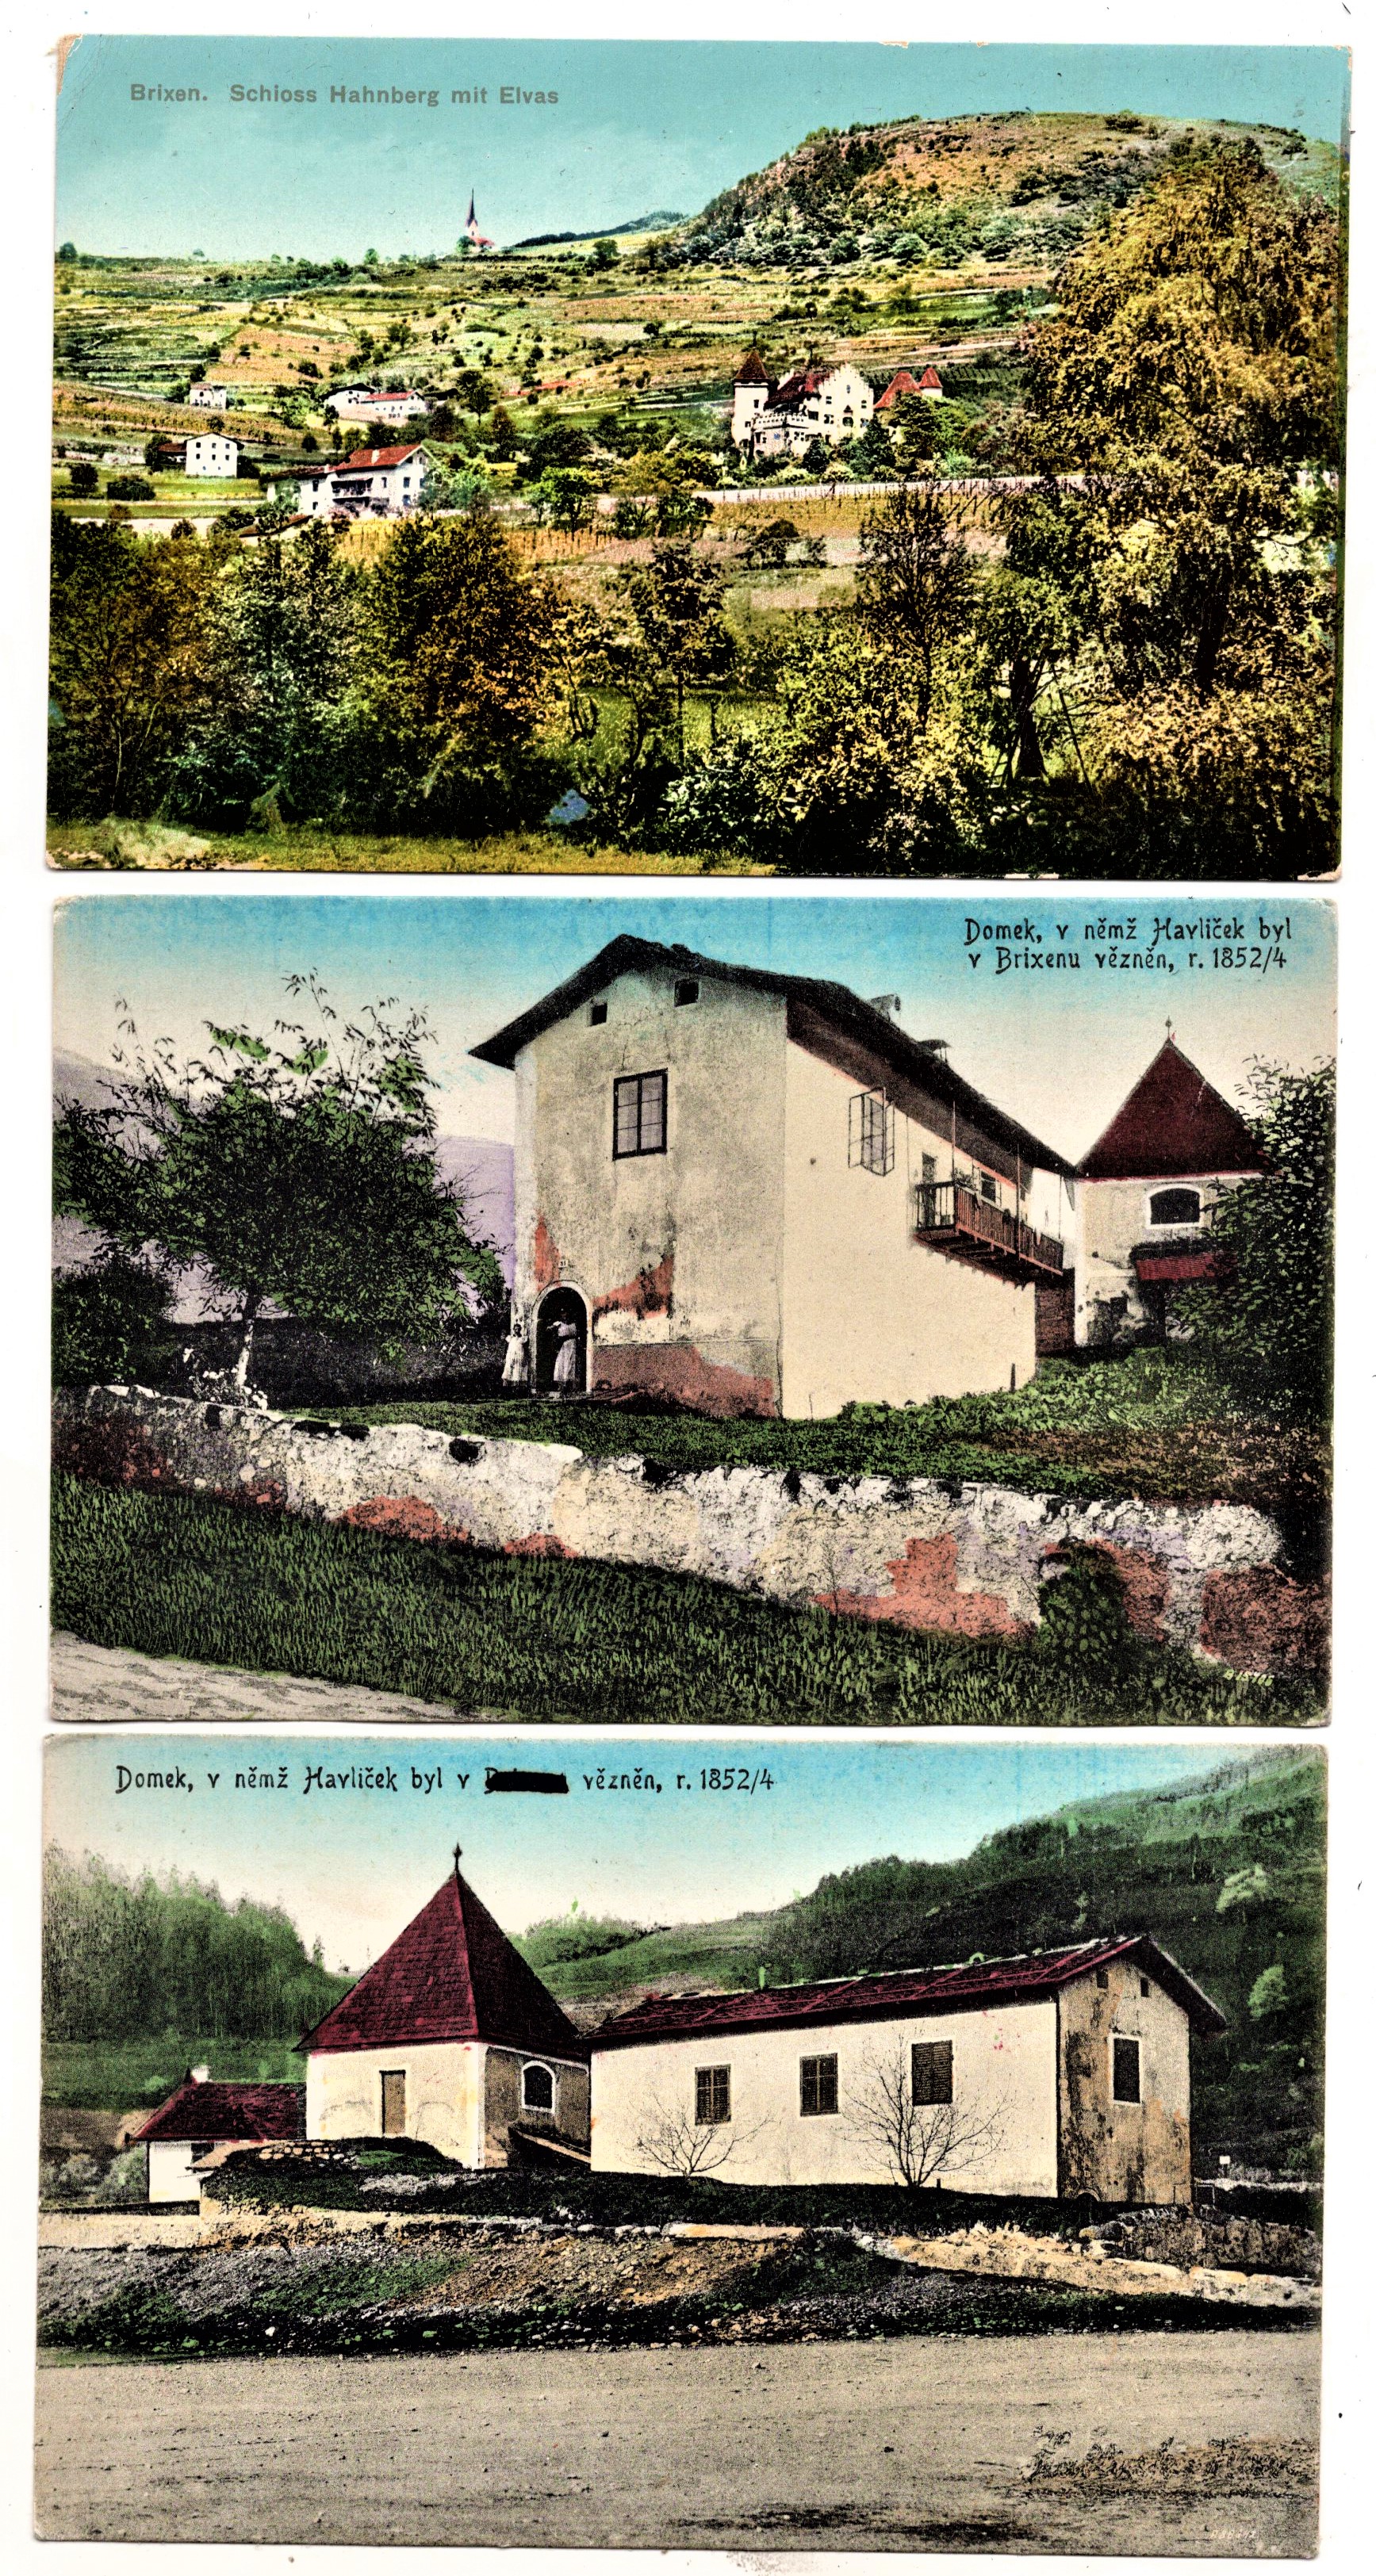 Brixen. Schloss Hahnberg mit Elvas
Domek, v němž Havlíček byl
v Brixenu vězněn, r. 1852/4
Domek, v němž Havlíček byl v vězněn, r. 1852/4